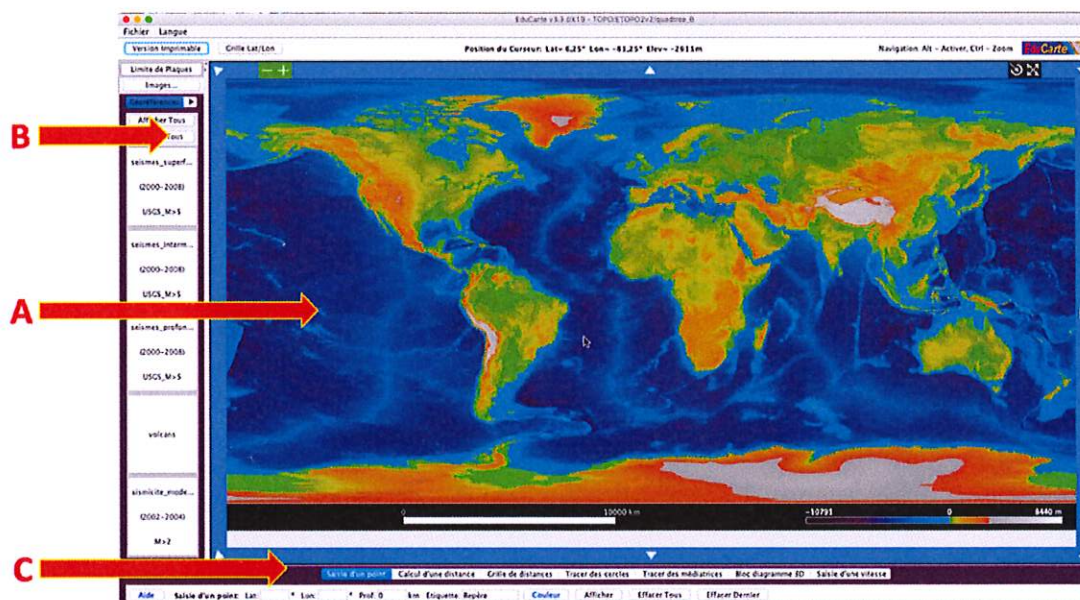 EduCarte v3.3.0X19 - TOPO/ETOPO2v2/quadtree_B
Fichier Langue
Version Imprimable Grille Lat/Lon Position du Curseur: Lat= 6,25° Lon= -81,25° Elev= -2611m Navigation: Alt - Activer, Ctrl - Zoom EduCarte
Limite de Plaques
Images...
Afficher Tous
Tous
B
seismes_superf...
(2000-2008)
USGS_M>5
seismes_interm...
(2000-2008)
USGS_M>5
A
seismes_profon...
(2000-2008)
USGS_M>5
volcans
sismicite_mode...
(2002-2004)
M>2
0 10000 km -10791 0 8440 m
C
Saisie d'un point Calcul d'une distance Grille de distances Tracer des cercles Tracer des médiatrices Bloc diagramme 3D Saisie d'une vitesse
Aide Saisie d'un point: Lat: ° Lon: ° Prof. 0 km Etiquette: Repère Couleur Afficher Effacer Tous Effacer Dernier